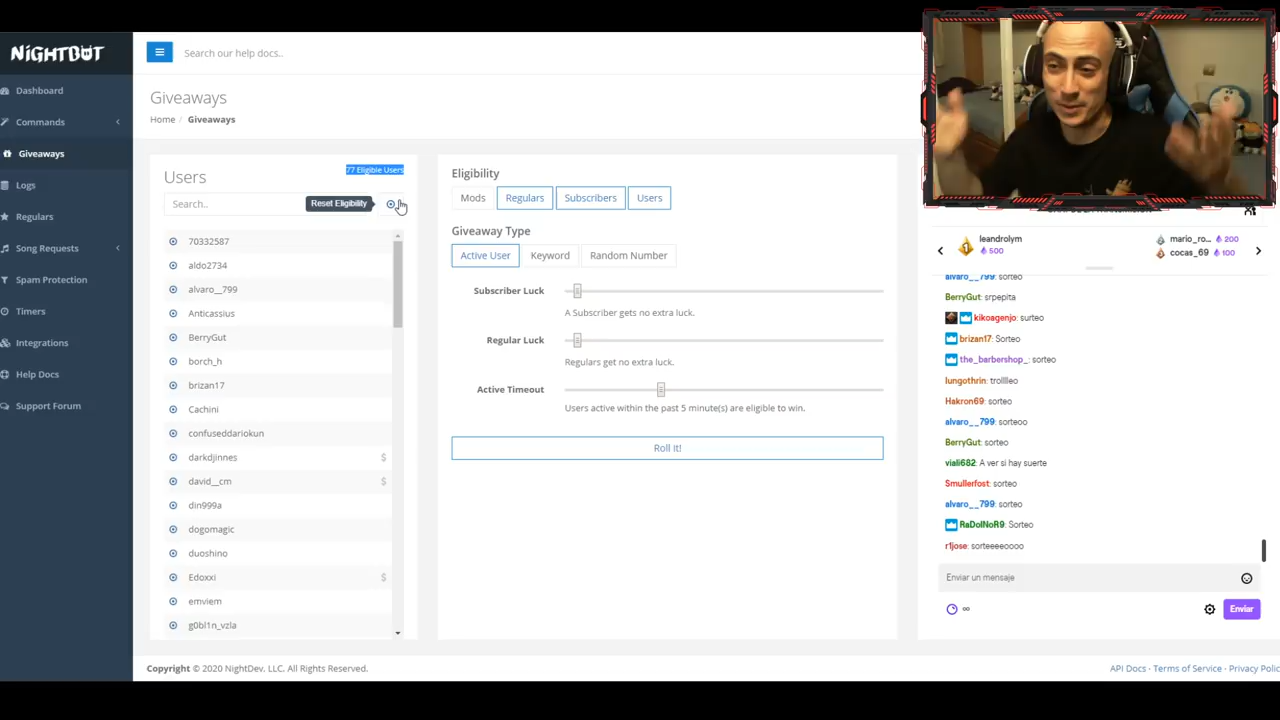 NiGHTBOT
Search our help docs..
Dashboard
Commands
Giveaways
Logs
Regulars
Song Requests
Spam Protection
Timers
Integrations
Help Docs
Support Forum
Giveaways
Home / Giveaways
Users
77 Eligible Users
Search..
Reset Eligibility
70332587
aldo2734
alvaro__799
Anticassius
BerryGut
borch_h
brizan17
Cachini
confuseddariokun
darkdjinnes $
david__cm $
din999a
dogomagic
duoshino
Edoxxi $
emviem
g0bl1n_vzla
Eligibility
Mods Regulars Subscribers Users
Giveaway Type
Active User Keyword Random Number
Subscriber Luck
A Subscriber gets no extra luck.
Regular Luck
Regulars get no extra luck.
Active Timeout
Users active within the past 5 minute(s) are eligible to win.
Roll It!
1 leandrolym
500
mario_ro... 200
cocas_69 100
alvaro__799: sorteo
BerryGut: srpepita
kikoagenjo: surteo
brizan17: Sorteo
the_barbershop_: sorteo
lungothrin: trollleo
Hakron69: sorteo
alvaro__799: sorteoo
BerryGut: sorteo
viali682: A ver si hay suerte
Smullerfost: sorteo
alvaro__799: sorteo
RaDolNoR9: Sorteo
r1jose: sorteeeeoooo
Enviar un mensaje
∞
Enviar
Copyright © 2020 NightDev, LLC. All Rights Reserved.
API Docs · Terms of Service · Privacy Polic